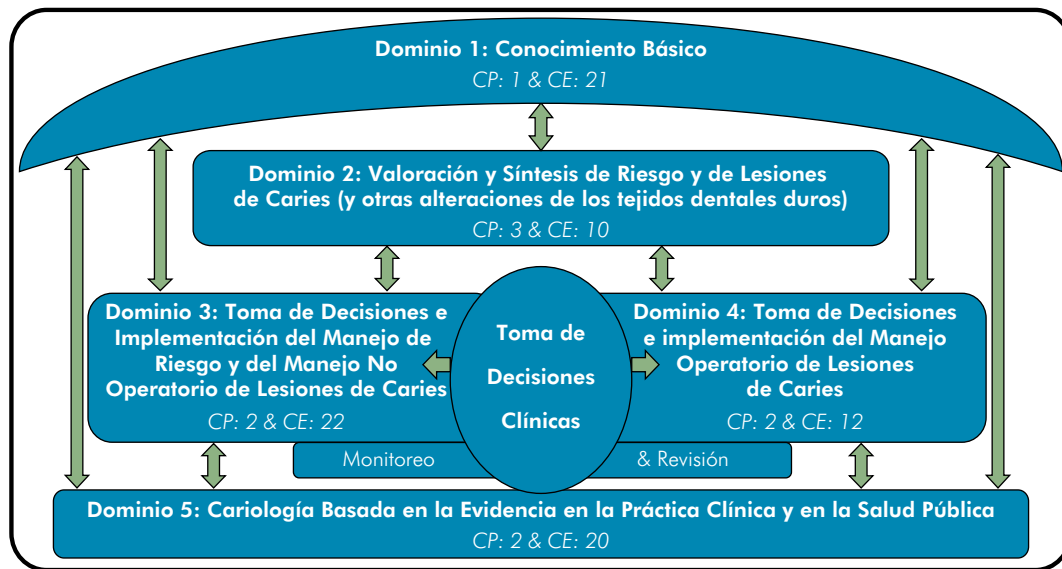 Dominio 1: Conocimiento Básico
CP: 1 & CE: 21
Dominio 2: Valoración y Síntesis de Riesgo y de Lesiones
de Caries (y otras alteraciones de los tejidos dentales duros)
CP: 3 & CE: 10
Dominio 3: Toma de Decisiones e
Implementación del Manejo de
Riesgo y del Manejo No
Operatorio de Lesiones de Caries
CP: 2 & CE: 22
Toma de
Decisiones
Clínicas
Dominio 4: Toma de Decisiones
e implementación del Manejo
Operatorio de Lesiones
de Caries
CP: 2 & CE: 12
Monitoreo
& Revisión
Dominio 5: Cariología Basada en la Evidencia en la Práctica Clínica y en la Salud Pública
CP: 2 & CE: 20